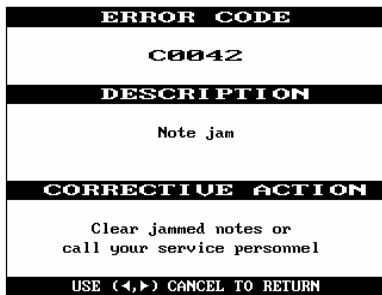 ERROR CODE
C0042
DESCRIPTION
Note jam
CORRECTIVE ACTION
Clear jammed notes or
call your service personnel
USE (◄,►) CANCEL TO RETURN